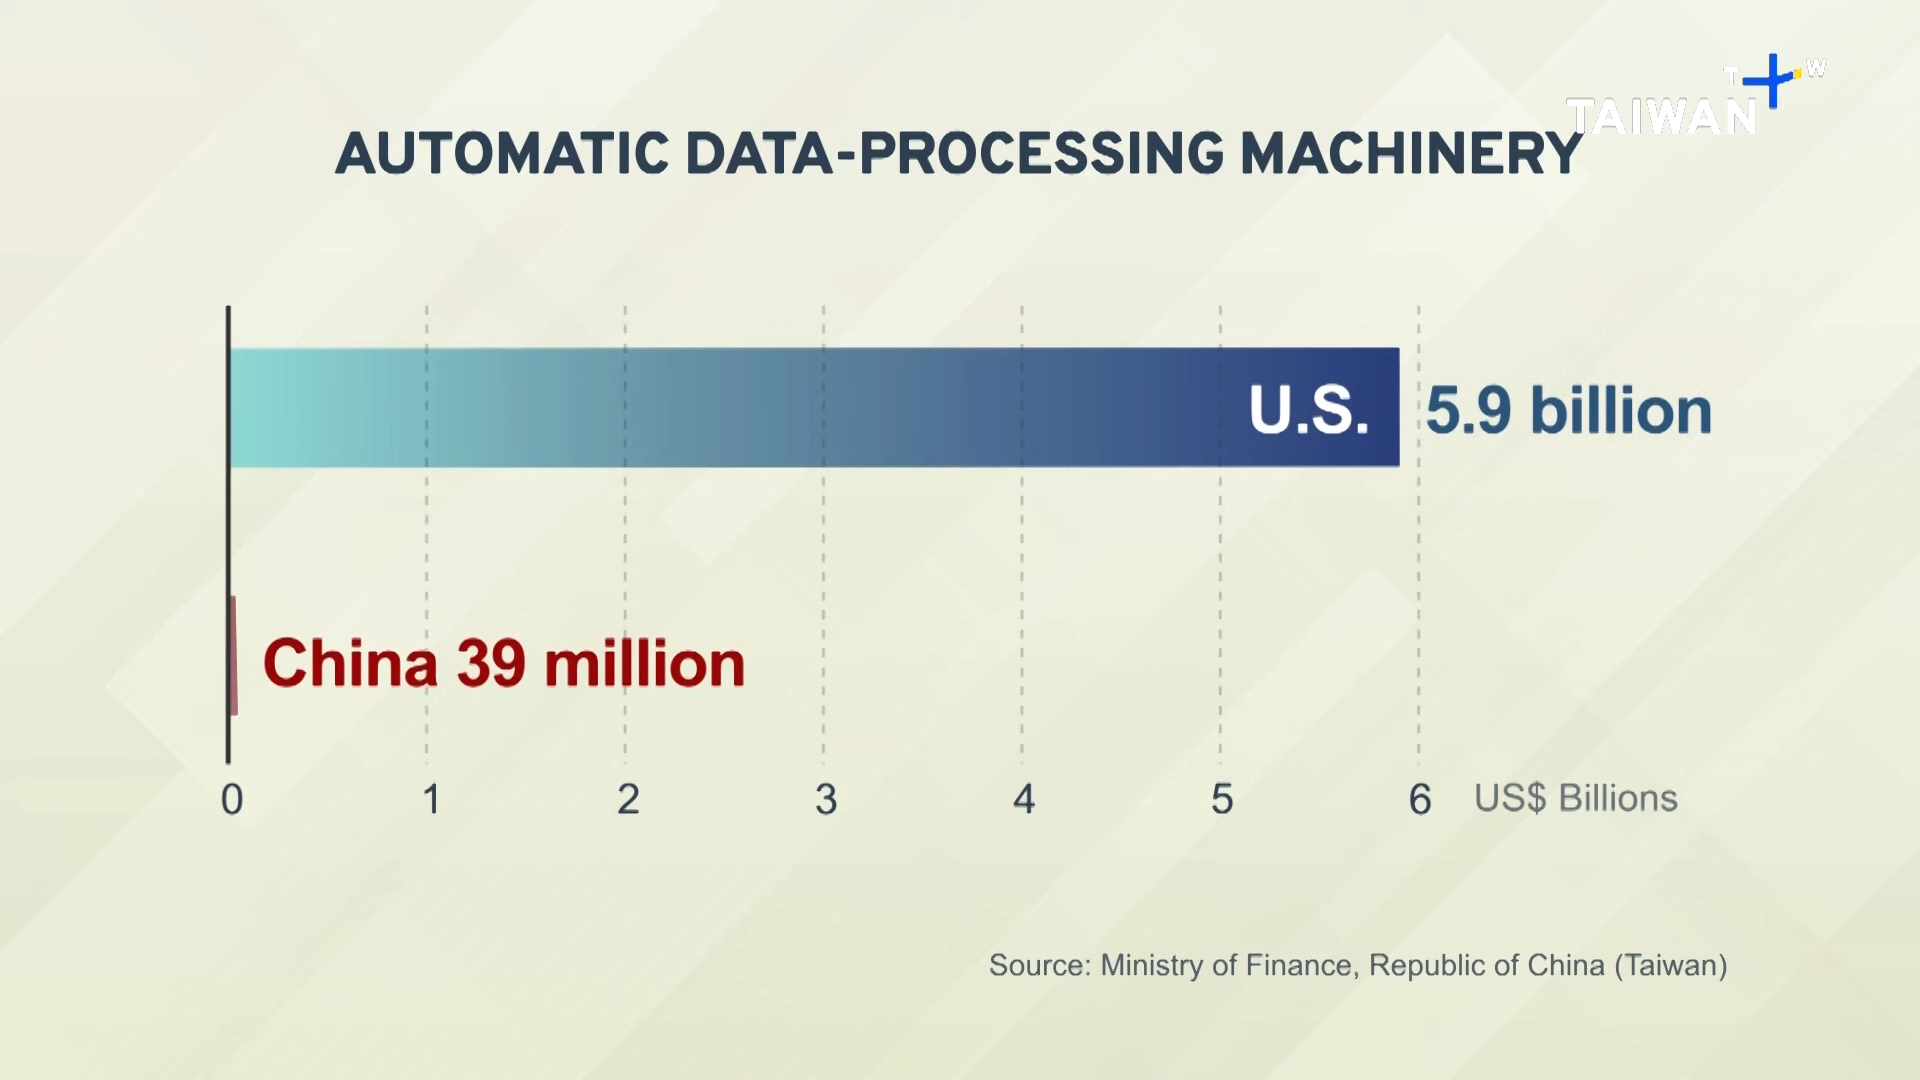 T W
TAIWAN
AUTOMATIC DATA-PROCESSING MACHINERY
U.S. 5.9 billion
China 39 million
0 1 2 3 4 5 6 US$ Billions
Source: Ministry of Finance, Republic of China (Taiwan)